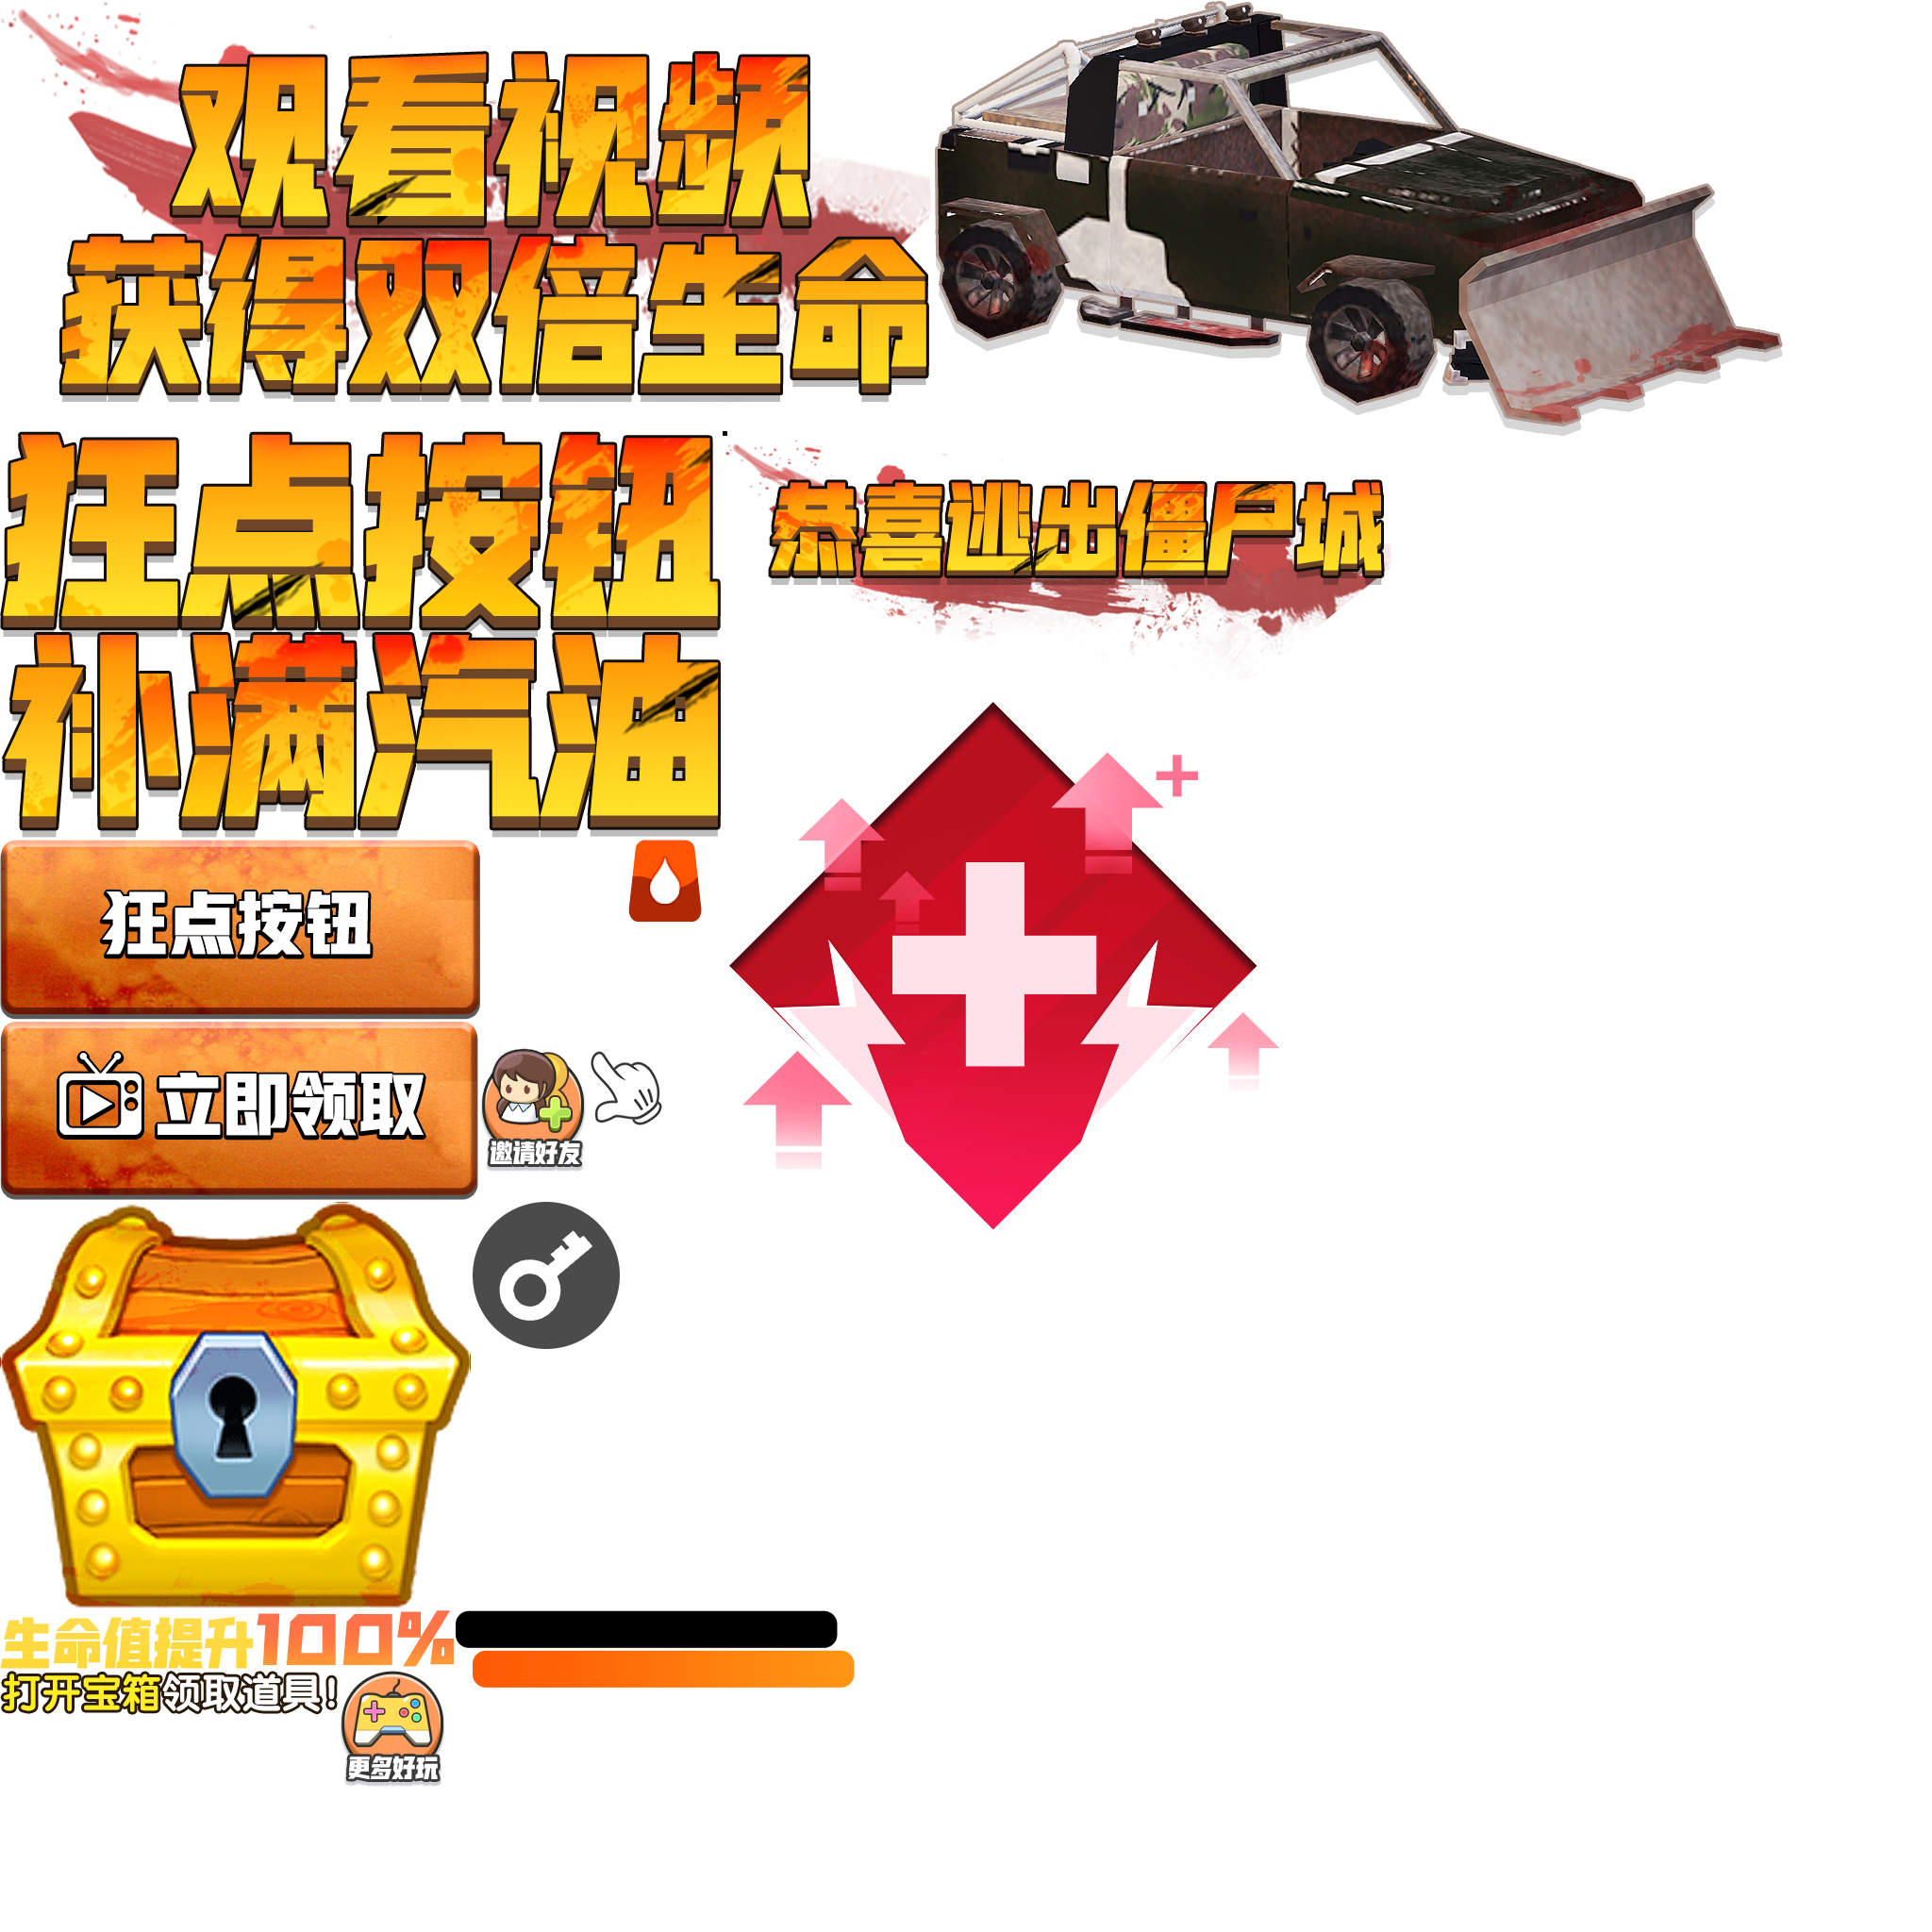 观看视频
获得双倍生命
狂点按钮
补满汽油
恭喜逃出僵尸城
狂点按钮
立即领取
邀请好友
生命值提升100%
打开宝箱领取道具!
更多好玩